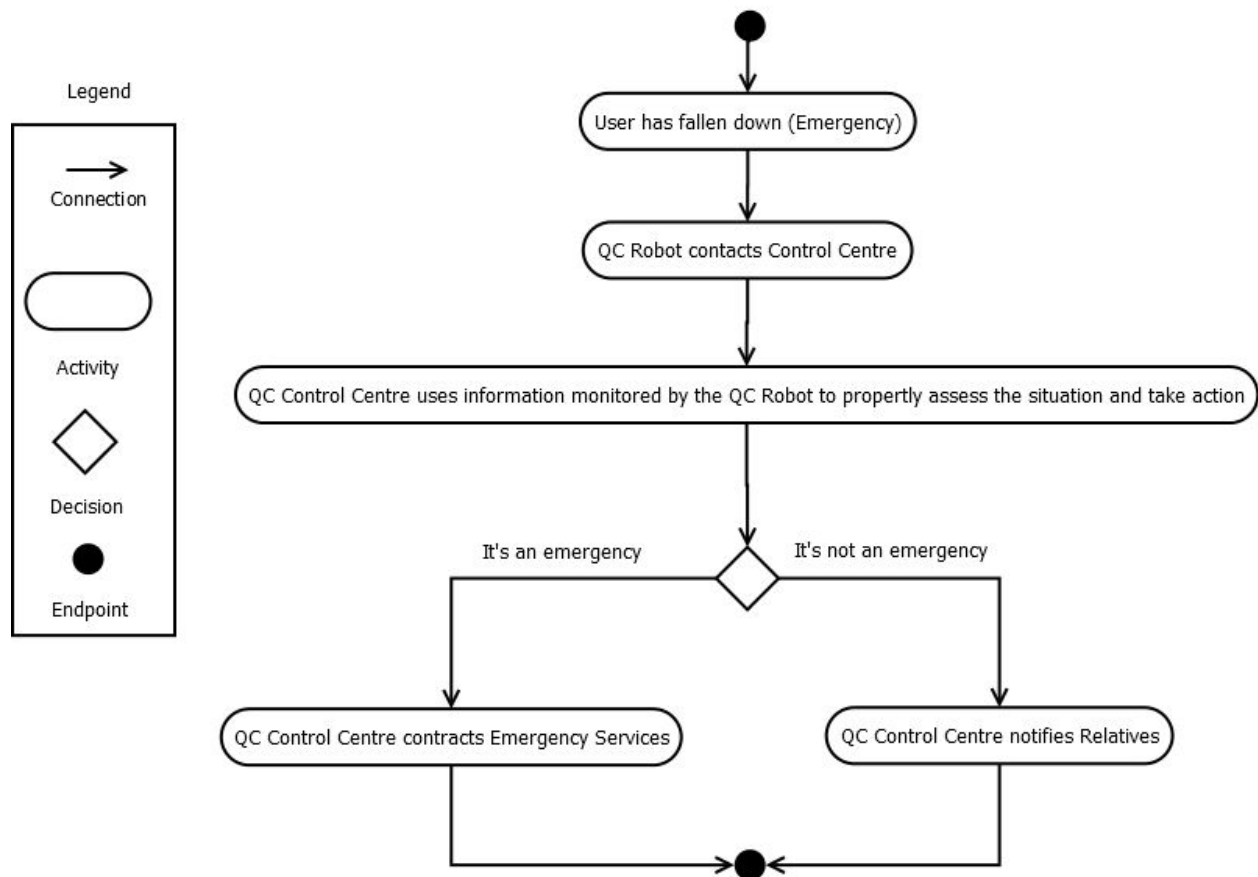 Legend
Connection
Activity
Decision
Endpoint
User has fallen down (Emergency)
QC Robot contacts Control Centre
QC Control Centre uses information monitored by the QC Robot to propertly assess the situation and take action
It's an emergency
It's not an emergency
QC Control Centre contracts Emergency Services
QC Control Centre notifies Relatives